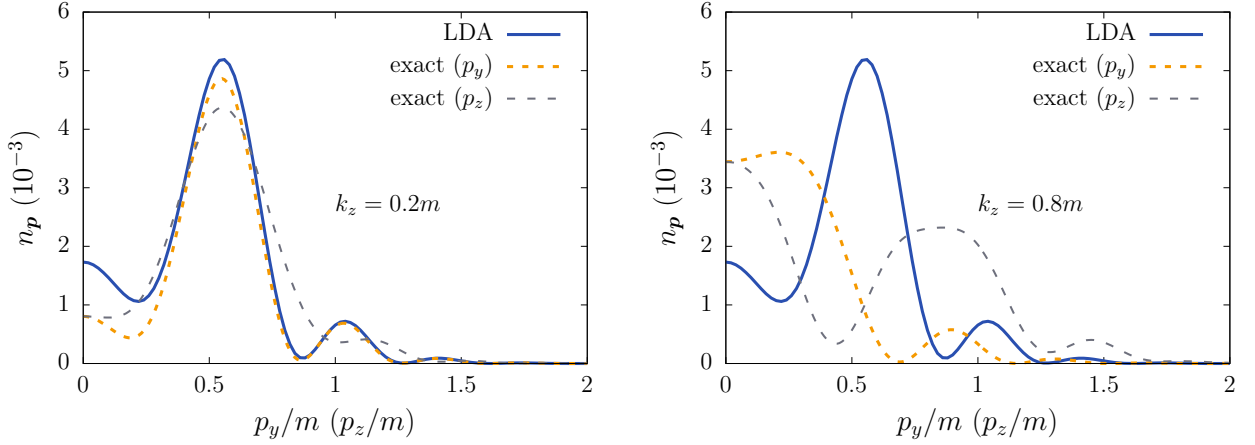 6
5
4
3
2
1
0
n_p (10^{-3})
LDA
exact (p_y)
exact (p_z)
k_z = 0.2m
0
0.5
1
1.5
2
p_y/m (p_z/m)
6
5
4
3
2
1
0
n_p (10^{-3})
LDA
exact (p_y)
exact (p_z)
k_z = 0.8m
0
0.5
1
1.5
2
p_y/m (p_z/m)